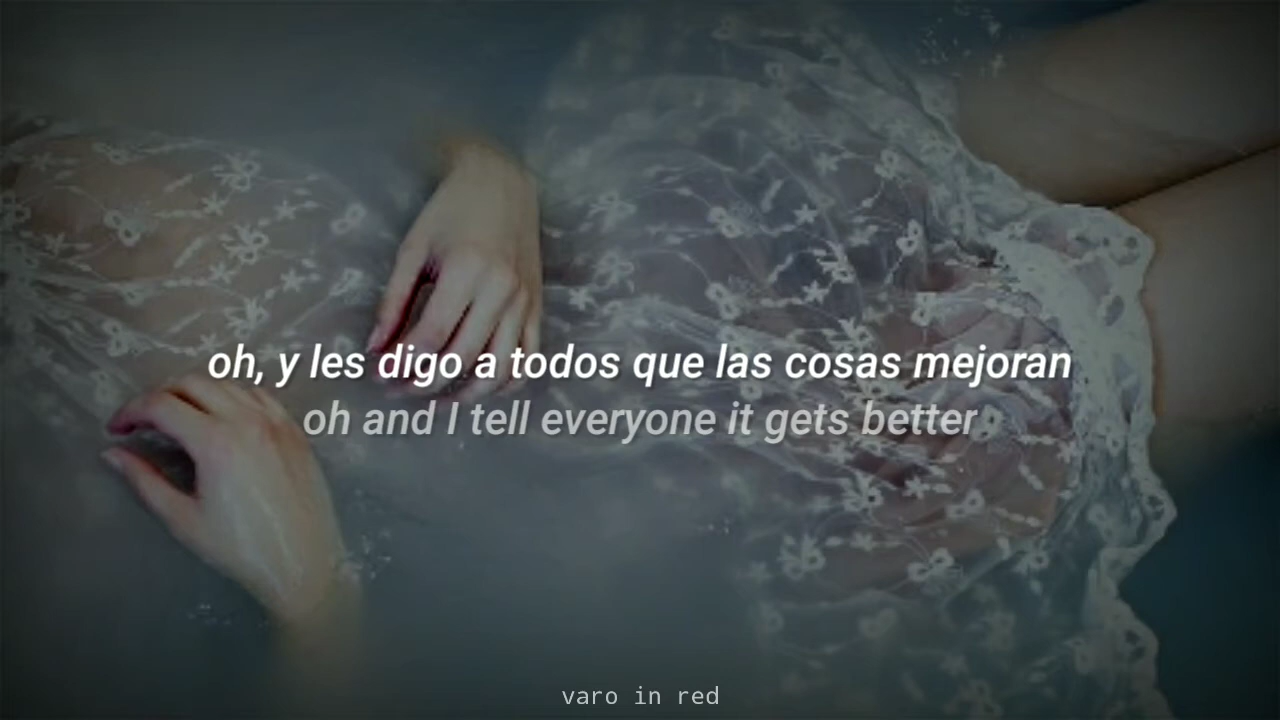 oh, y les digo a todos que las cosas mejoran
oh and I tell everyone it gets better
varo in red